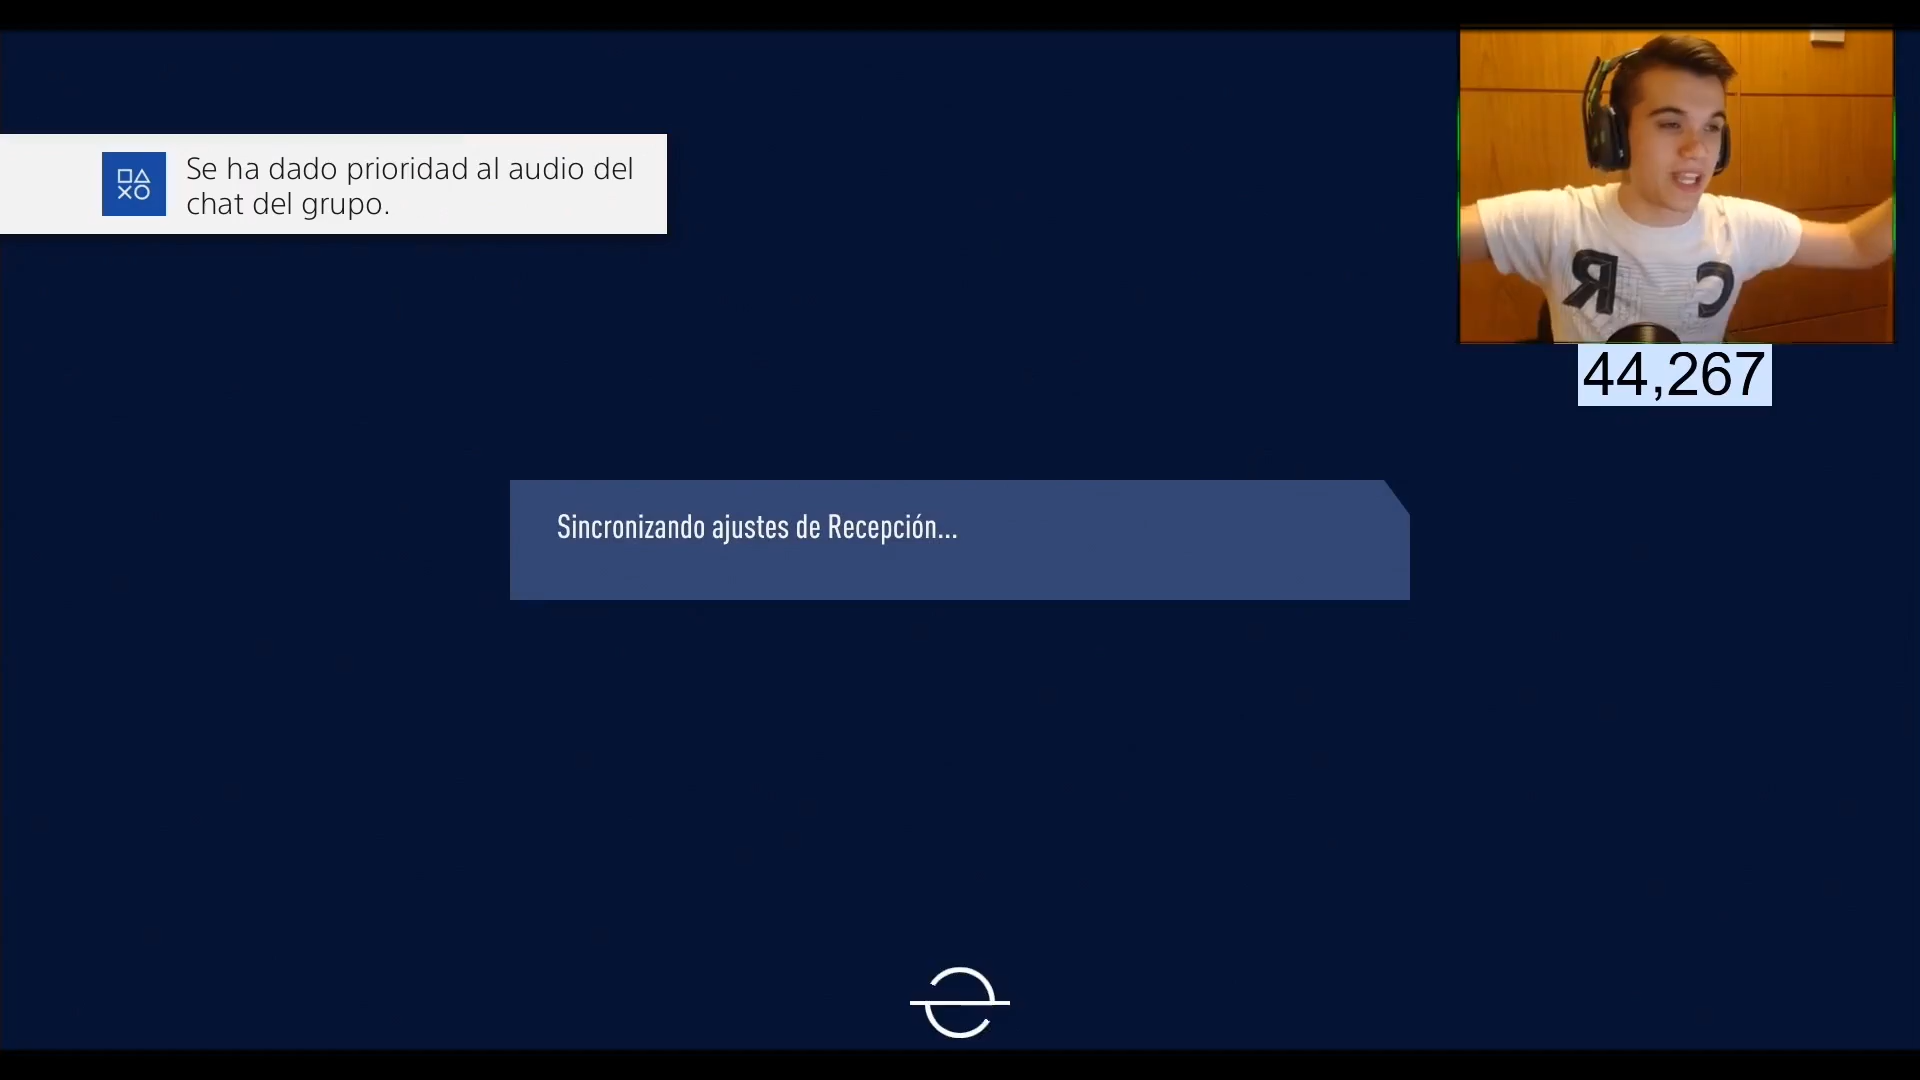 Se ha dado prioridad al audio del
chat del grupo.
R C
44,267
Sincronizando ajustes de Recepción...